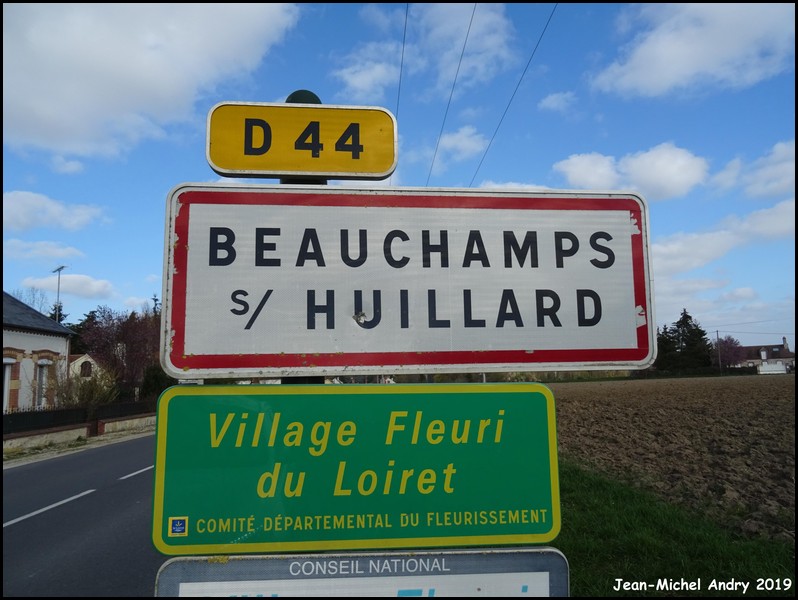 D 44
BEAUCHAMPS
s/ HUILLARD
Village Fleuri
du Loiret
COMITÉ DÉPARTEMENTAL DU FLEURISSEMENT
CONSEIL NATIONAL
Jean-Michel Andry 2019